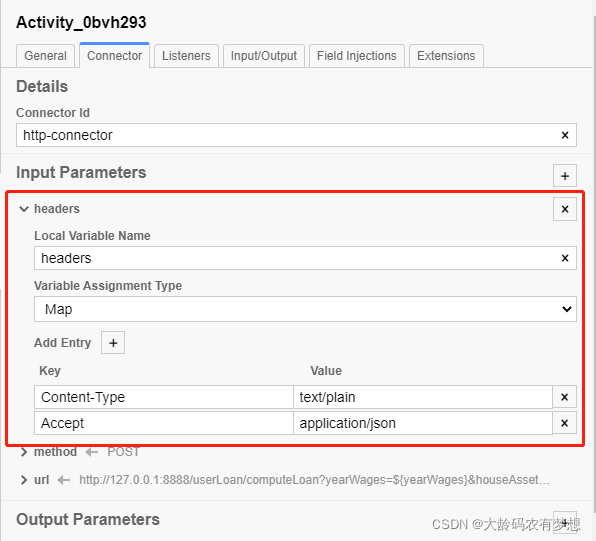 Activity_0bvh293
General Connector Listeners Input/Output Field Injections Extensions
Details
Connector Id
http-connector ×
Input Parameters +
headers ×
Local Variable Name
headers ×
Variable Assignment Type
Map
Add Entry +
Key Value
Content-Type text/plain ×
Accept application/json ×
method ← POST
url ← http://127.0.0.1:8888/userLoan/computeLoan?yearWages=${yearWages}&houseAsset…
Output Parameters +
CSDN @大龄码农有梦想